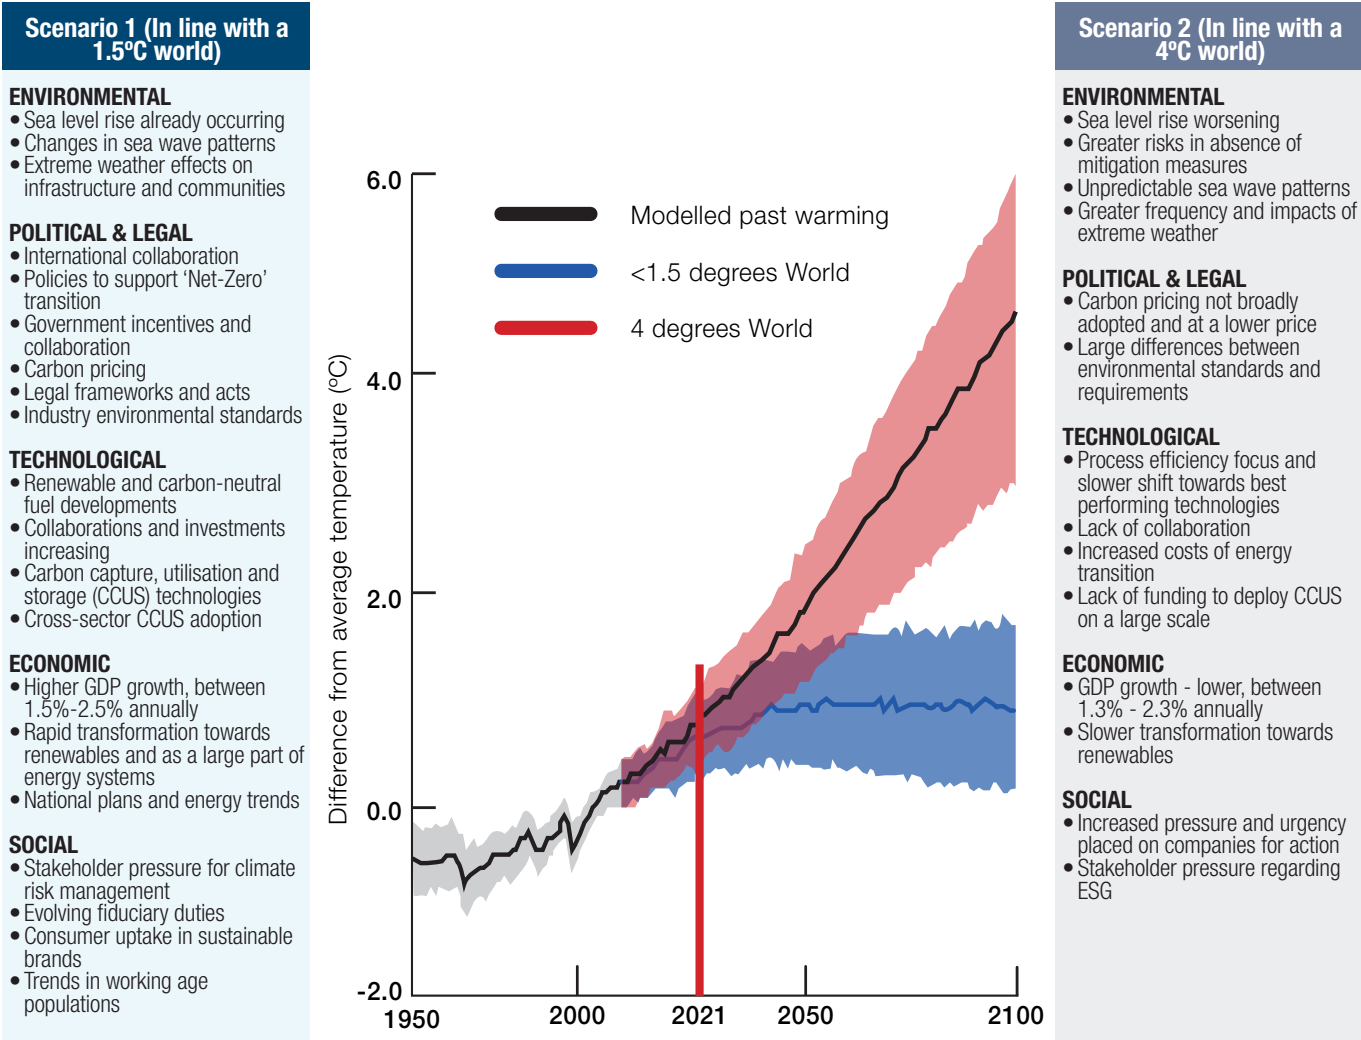 Scenario 1 (In line with a
1.5ºC world)
ENVIRONMENTAL
• Sea level rise already occurring
• Changes in sea wave patterns
• Extreme weather effects on
infrastructure and communities
POLITICAL & LEGAL
• International collaboration
• Policies to support ‘Net-Zero’
transition
• Government incentives and
collaboration
• Carbon pricing
• Legal frameworks and acts
• Industry environmental standards
TECHNOLOGICAL
• Renewable and carbon-neutral
fuel developments
• Collaborations and investments
increasing
• Carbon capture, utilisation and
storage (CCUS) technologies
• Cross-sector CCUS adoption
ECONOMIC
• Higher GDP growth, between
1.5%-2.5% annually
• Rapid transformation towards
renewables and as a large part of
energy systems
• National plans and energy trends
SOCIAL
• Stakeholder pressure for climate
risk management
• Evolving fiduciary duties
• Consumer uptake in sustainable
brands
• Trends in working age
populations
Difference from average temperature (ºC)
6.0
4.0
2.0
0.0
-2.0
1950
2000
2021
2050
2100
Modelled past warming
<1.5 degrees World
4 degrees World
Scenario 2 (In line with a
4ºC world)
ENVIRONMENTAL
• Sea level rise worsening
• Greater risks in absence of
mitigation measures
• Unpredictable sea wave patterns
• Greater frequency and impacts of
extreme weather
POLITICAL & LEGAL
• Carbon pricing not broadly
adopted and at a lower price
• Large differences between
environmental standards and
requirements
TECHNOLOGICAL
• Process efficiency focus and
slower shift towards best
performing technologies
• Lack of collaboration
• Increased costs of energy
transition
• Lack of funding to deploy CCUS
on a large scale
ECONOMIC
• GDP growth - lower, between
1.3% - 2.3% annually
• Slower transformation towards
renewables
SOCIAL
• Increased pressure and urgency
placed on companies for action
• Stakeholder pressure regarding
ESG